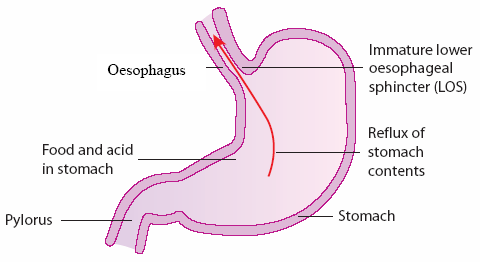 Oesophagus
Immature lower
oesophageal
sphincter (LOS)
Food and acid
in stomach
Reflux of
stomach
contents
Pylorus
Stomach